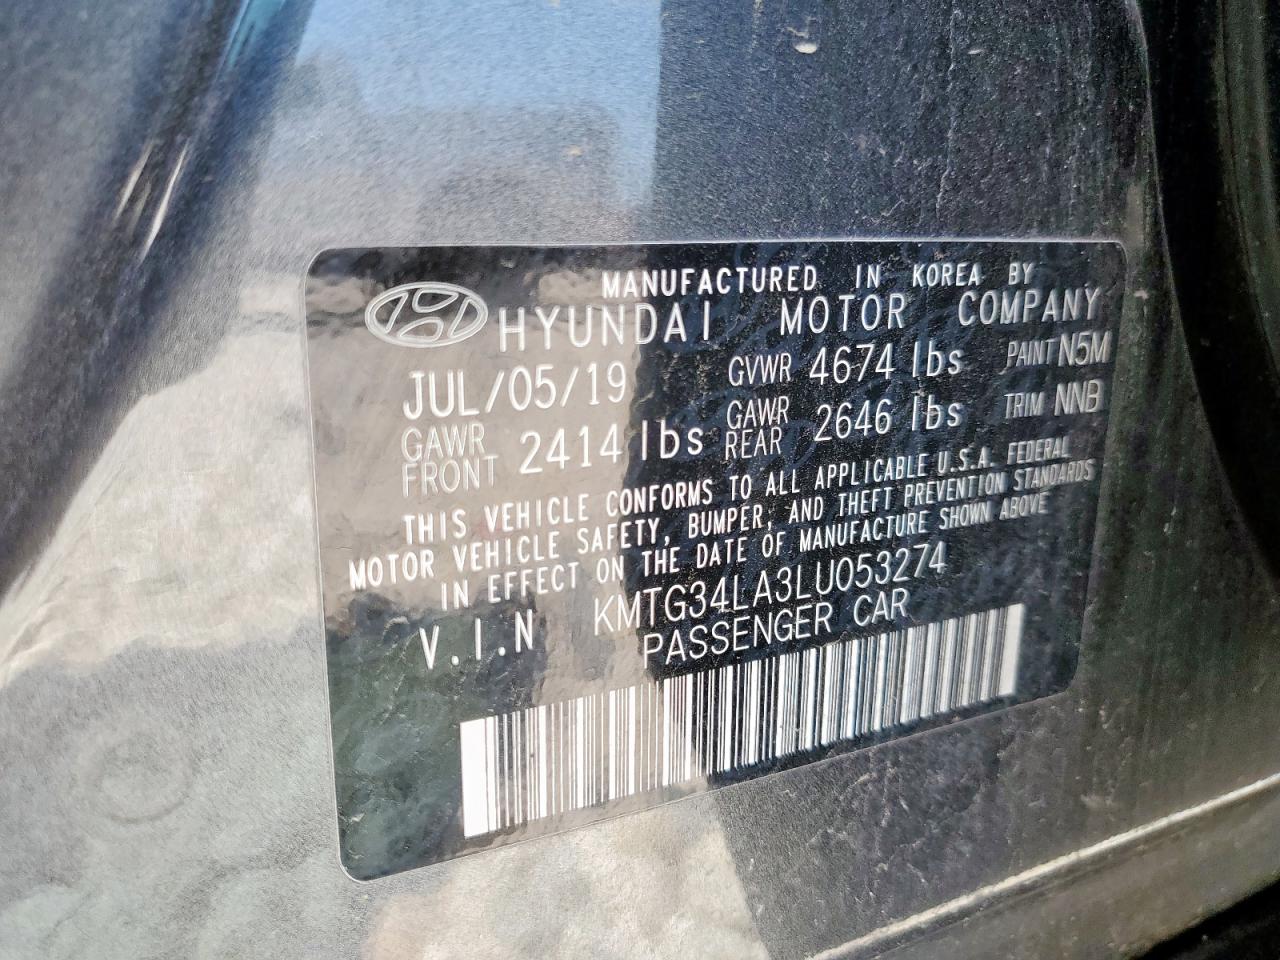 MANUFACTURED IN KOREA BY
HYUNDAI MOTOR COMPANY
JUL/05/19 GVWR 4674 lbs PAINT N5M
GAWR FRONT 2414 lbs GAWR REAR 2646 lbs TRIM NNB
THIS VEHICLE CONFORMS TO ALL APPLICABLE U.S.A. FEDERAL
MOTOR VEHICLE SAFETY, BUMPER, AND THEFT PREVENTION STANDARDS
IN EFFECT ON THE DATE OF MANUFACTURE SHOWN ABOVE
V.I.N KMTG34LA3LU053274
PASSENGER CAR